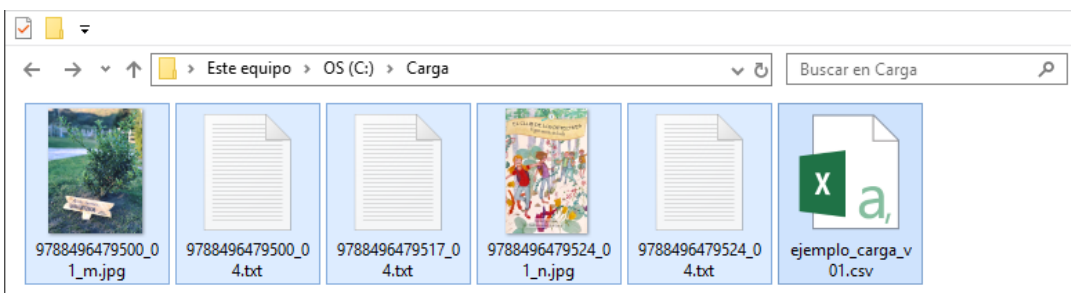 Este equipo > OS (C:) > Carga
Buscar en Carga
9788496479500_0
1_m.jpg
9788496479500_0
4.txt
9788496479517_0
4.txt
9788496479524_0
1_n.jpg
9788496479524_0
4.txt
X
a,
ejemplo_carga_v
01.csv